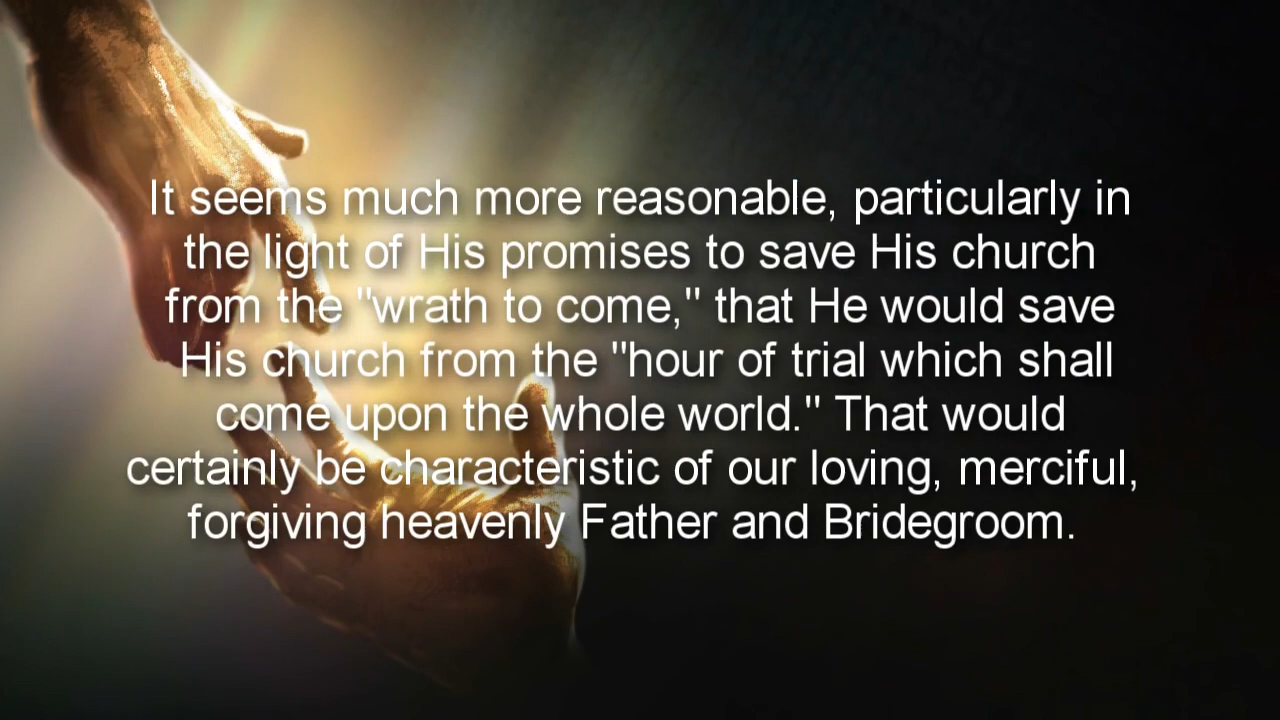 It seems much more reasonable, particularly in
the light of His promises to save His church
from the "wrath to come," that He would save
His church from the "hour of trial which shall
come upon the whole world." That would
certainly be characteristic of our loving, merciful,
forgiving heavenly Father and Bridegroom.